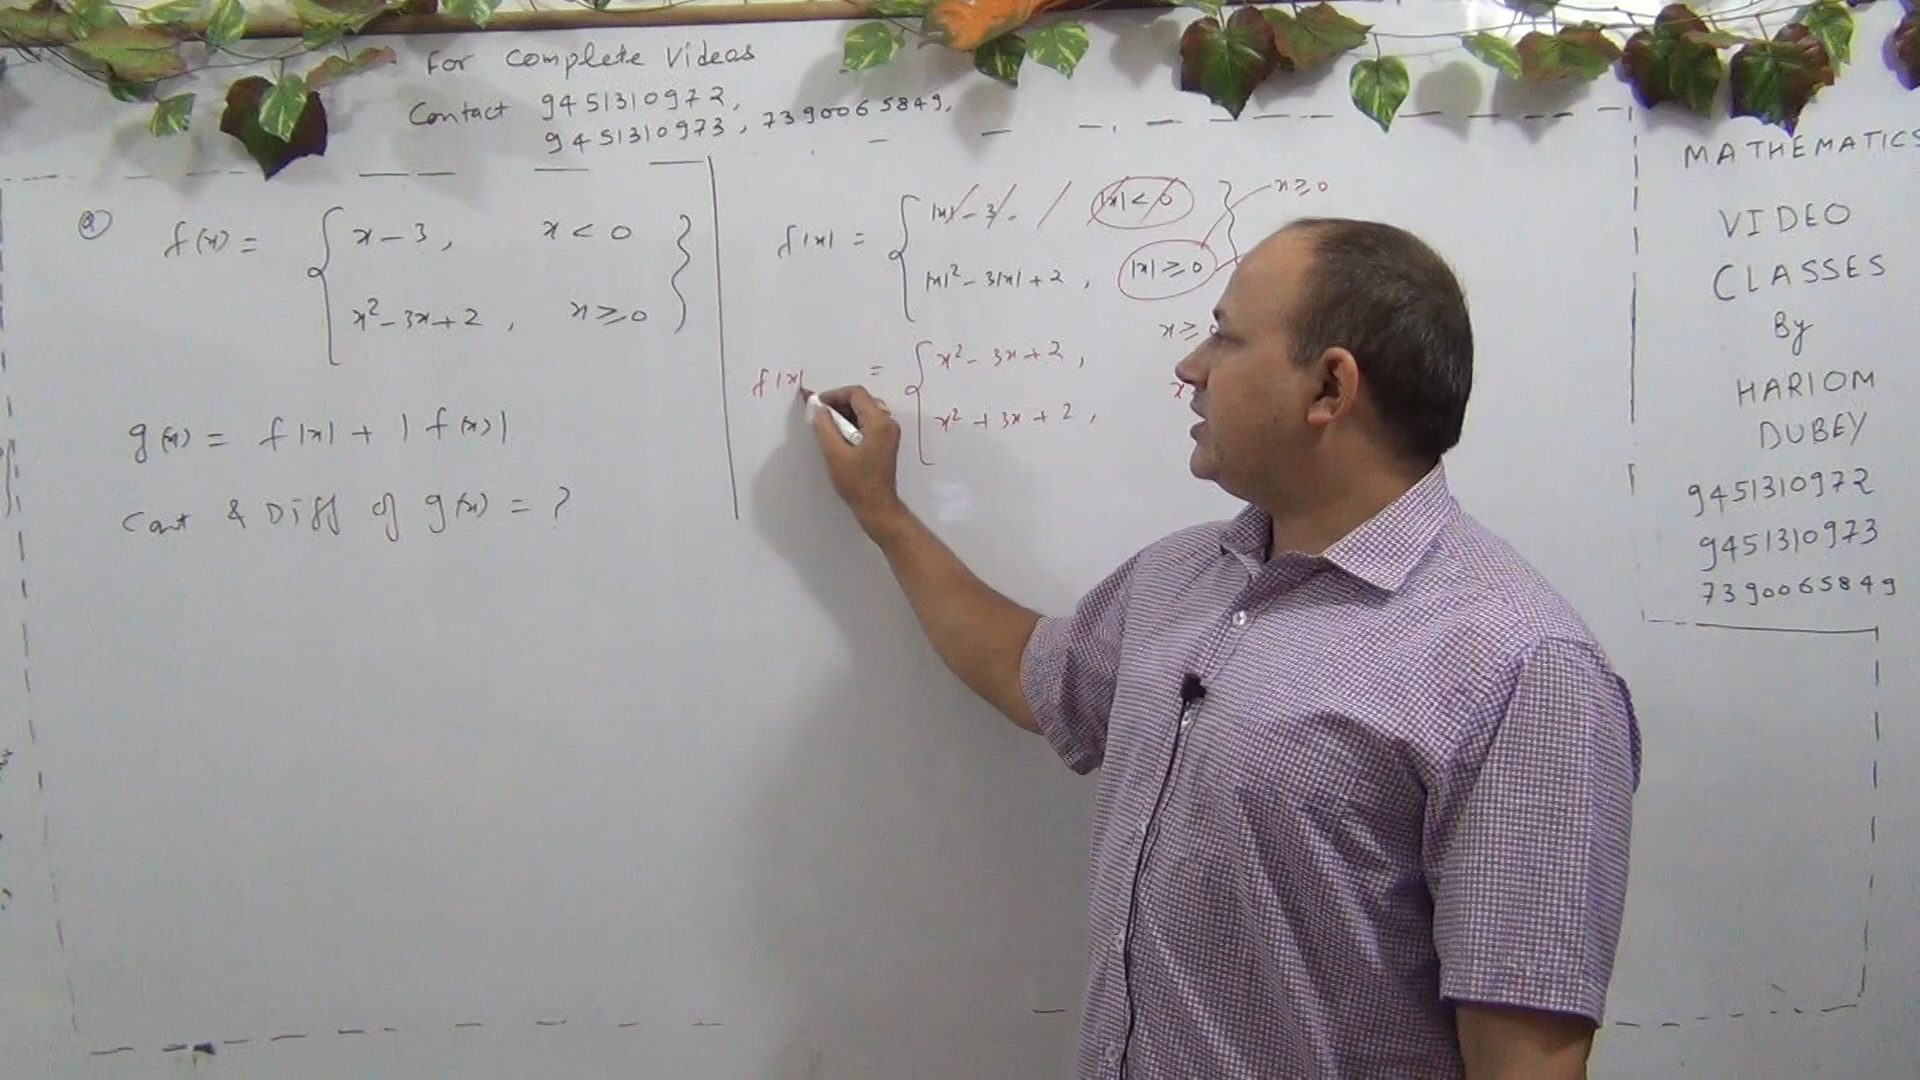 For Complete Videos
Contact 9451310972,
9451310973, 7390065849,
Q f(x) = { x-3, x < 0
x²-3x+2, x ≥ 0 }
g(x) = f|x| + |f(x)|
Cont & Diff of g(x) = ?
f|x| = { |x|-3. |x| < 0 } x ≥ 0
|x|²-3|x|+2, |x| ≥ 0
f|x| = { x²-3x+2, x ≥
x²+3x+2, x
MATHEMATICS
VIDEO
CLASSES
By
HARIOM
DUBEY
9451310972
9451310973
7390065849